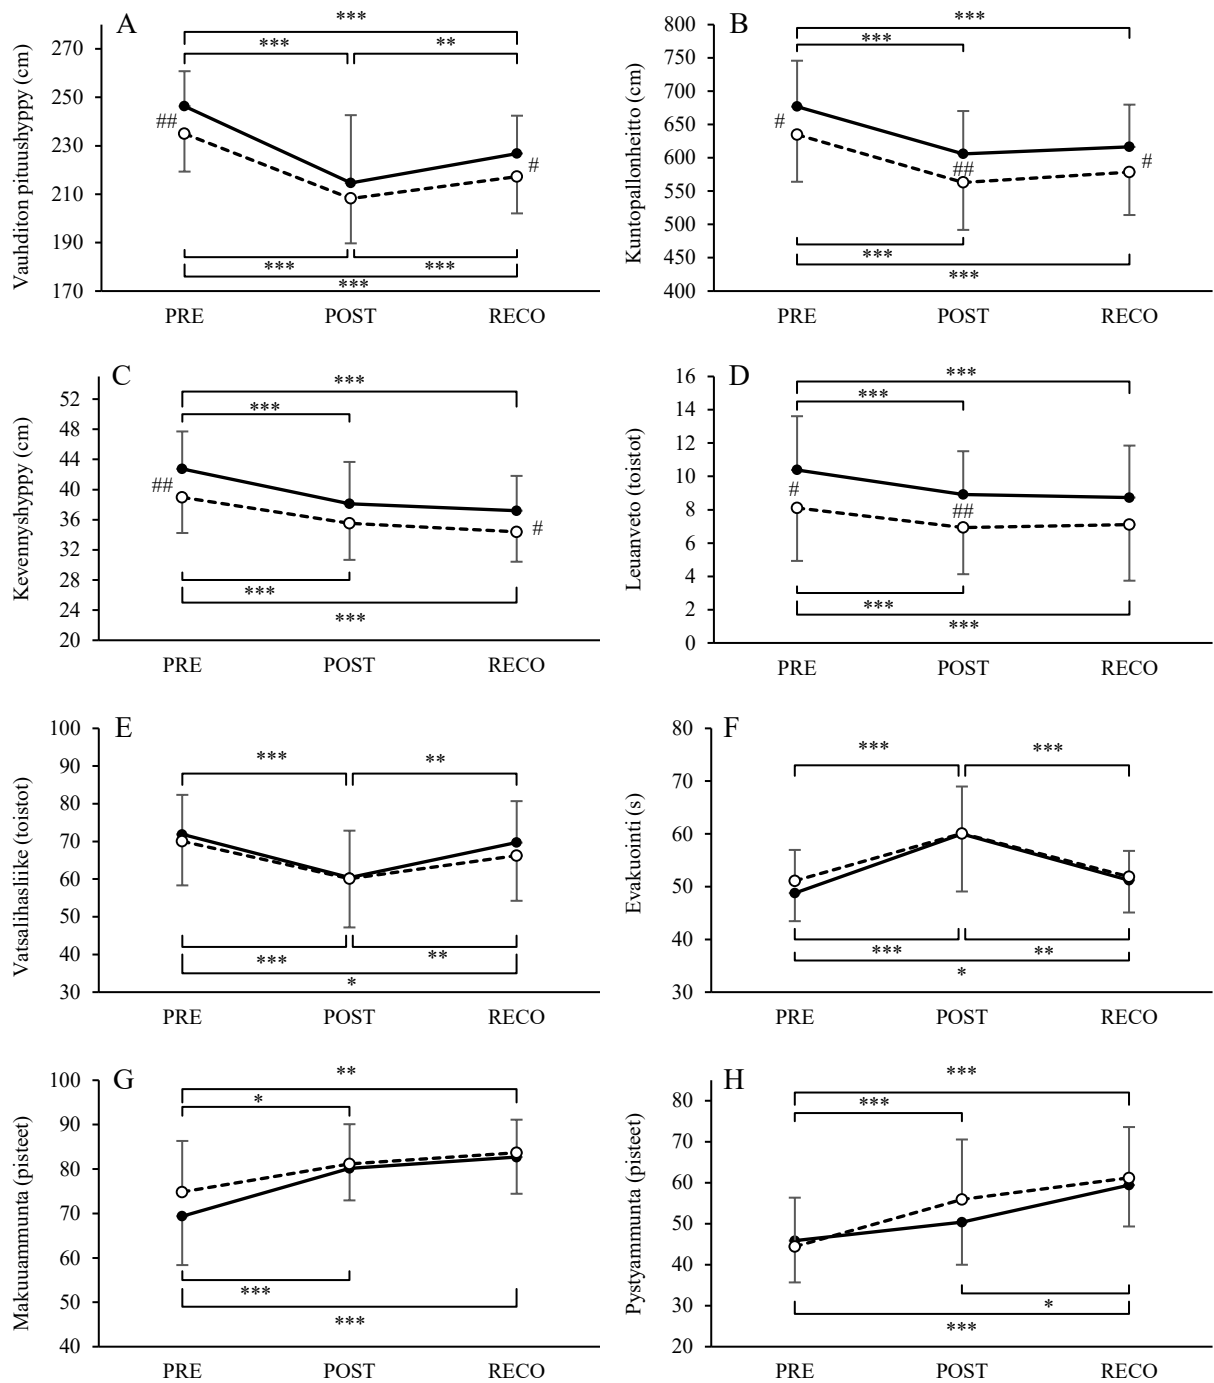 A
Vauhditon pituushyppy (cm)
270
250
230
210
190
170
***
***
**
##
#
***
***
***
PRE
POST
RECO
B
Kuntopallonheitto (cm)
800
750
700
650
600
550
500
450
400
***
***
#
##
#
***
***
PRE
POST
RECO
C
Kevennyshyppy (cm)
52
48
44
40
36
32
28
24
20
***
***
##
#
***
***
PRE
POST
RECO
D
Leuanveto (toistot)
16
14
12
10
8
6
4
2
0
***
***
#
##
***
***
PRE
POST
RECO
E
Vatsalihasliike (toistot)
100
90
80
70
60
50
40
30
***
**
***
**
*
PRE
POST
RECO
F
Evakuointi (s)
80
70
60
50
40
30
***
***
***
**
*
PRE
POST
RECO
G
Makuuammunta (pisteet)
100
90
80
70
60
50
40
**
*
***
***
PRE
POST
RECO
H
Pystyammunta (pisteet)
80
70
60
50
40
30
20
***
***
*
***
PRE
POST
RECO